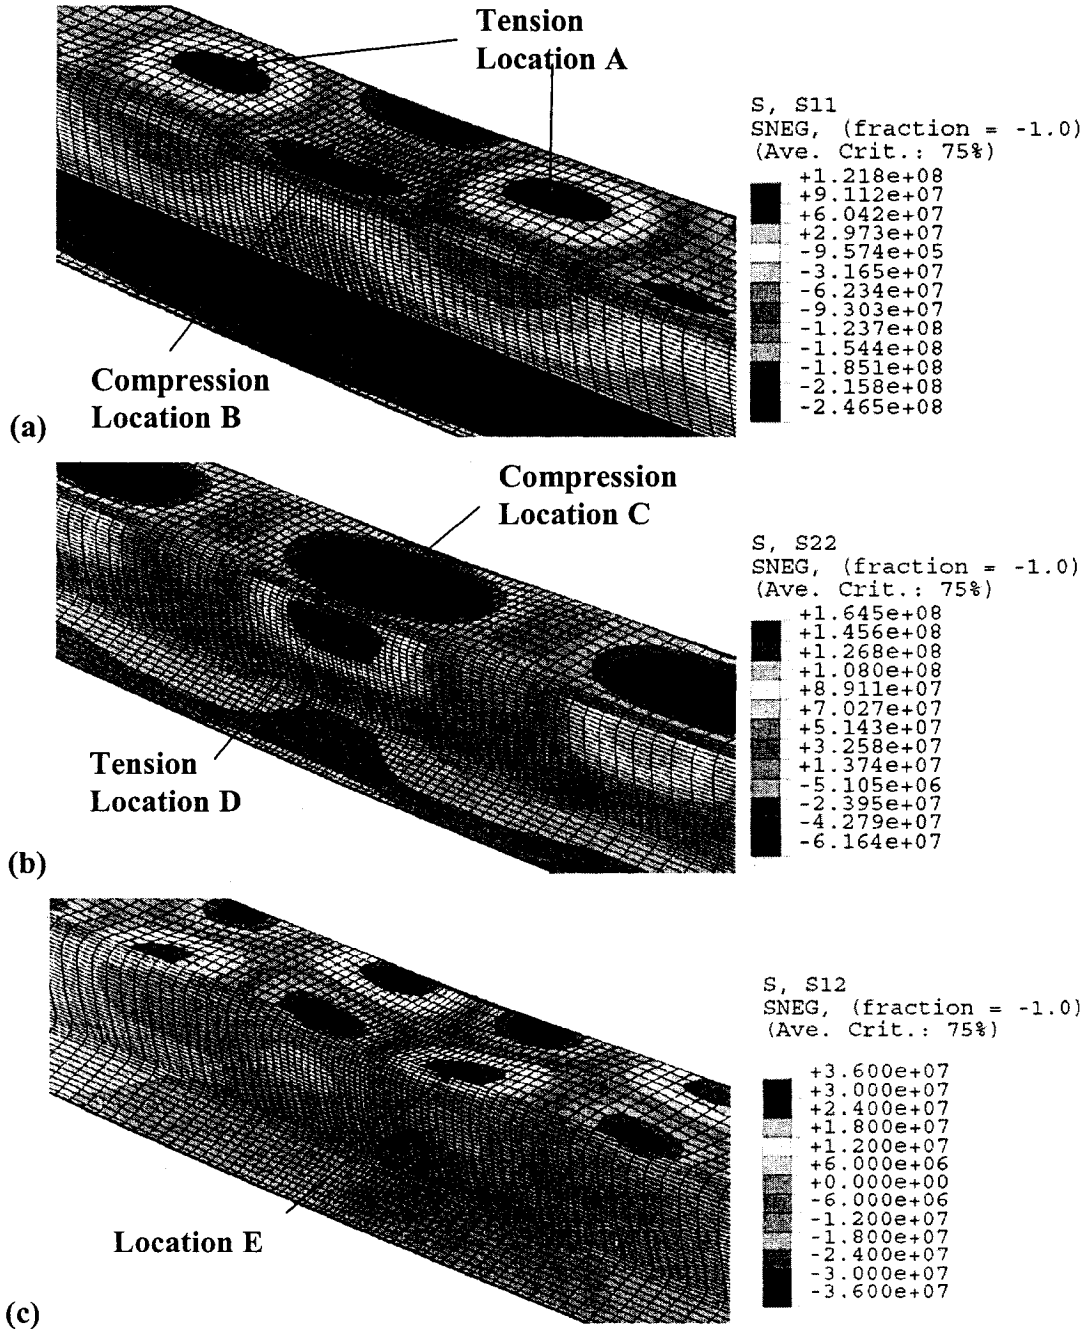 Tension
Location A
S, S11
SNEG, (fraction = -1.0)
(Ave. Crit.: 75%)
+1.218e+08
+9.112e+07
+6.042e+07
+2.973e+07
-9.574e+05
-3.165e+07
-6.234e+07
-9.303e+07
-1.237e+08
-1.544e+08
-1.851e+08
-2.158e+08
-2.465e+08
Compression
Location B
(a)
Compression
Location C
S, S22
SNEG, (fraction = -1.0)
(Ave. Crit.: 75%)
+1.645e+08
+1.456e+08
+1.268e+08
+1.080e+08
+8.911e+07
+7.027e+07
+5.143e+07
+3.258e+07
+1.374e+07
-5.105e+06
-2.395e+07
-4.279e+07
-6.164e+07
Tension
Location D
(b)
S, S12
SNEG, (fraction = -1.0)
(Ave. Crit.: 75%)
+3.600e+07
+3.000e+07
+2.400e+07
+1.800e+07
+1.200e+07
+6.000e+06
+0.000e+00
-6.000e+06
-1.200e+07
-1.800e+07
-2.400e+07
-3.000e+07
-3.600e+07
Location E
(c)